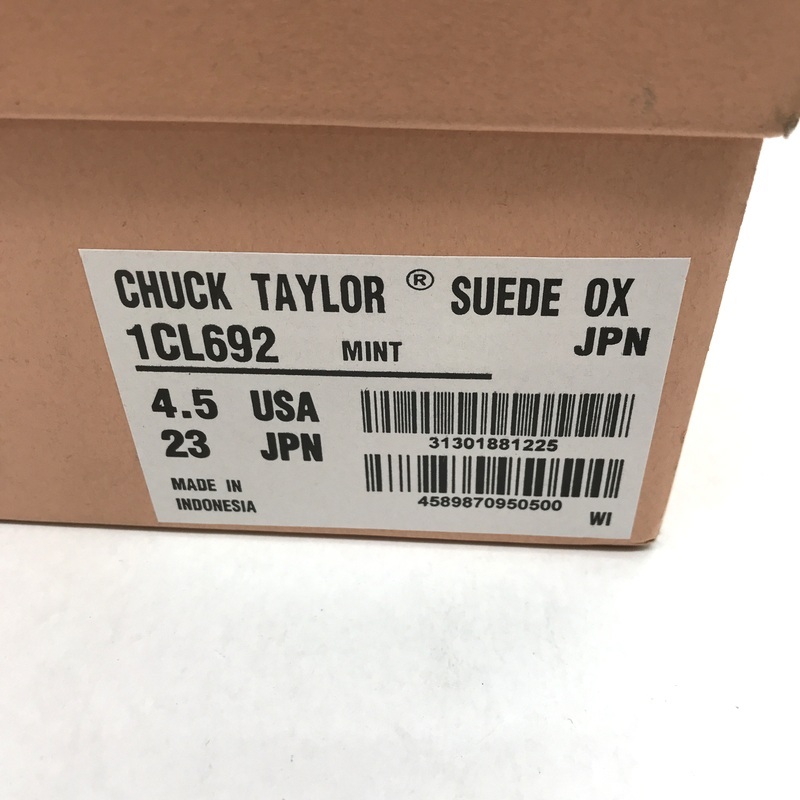 CHUCK TAYLOR ® SUEDE OX
1CL692 MINT JPN
4.5 USA
23 JPN
31301881225
4589870950500
MADE IN
INDONESIA
WI